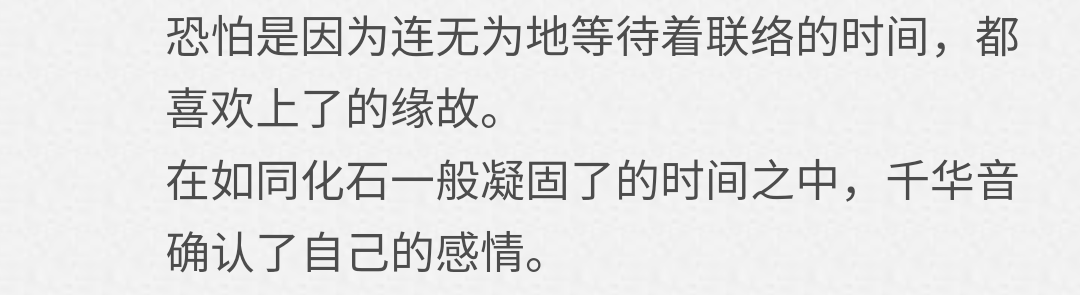 恐怕是因为连无为地等待着联络的时间，都
喜欢上了的缘故。
在如同化石一般凝固了的时间之中，千华音
确认了自己的感情。